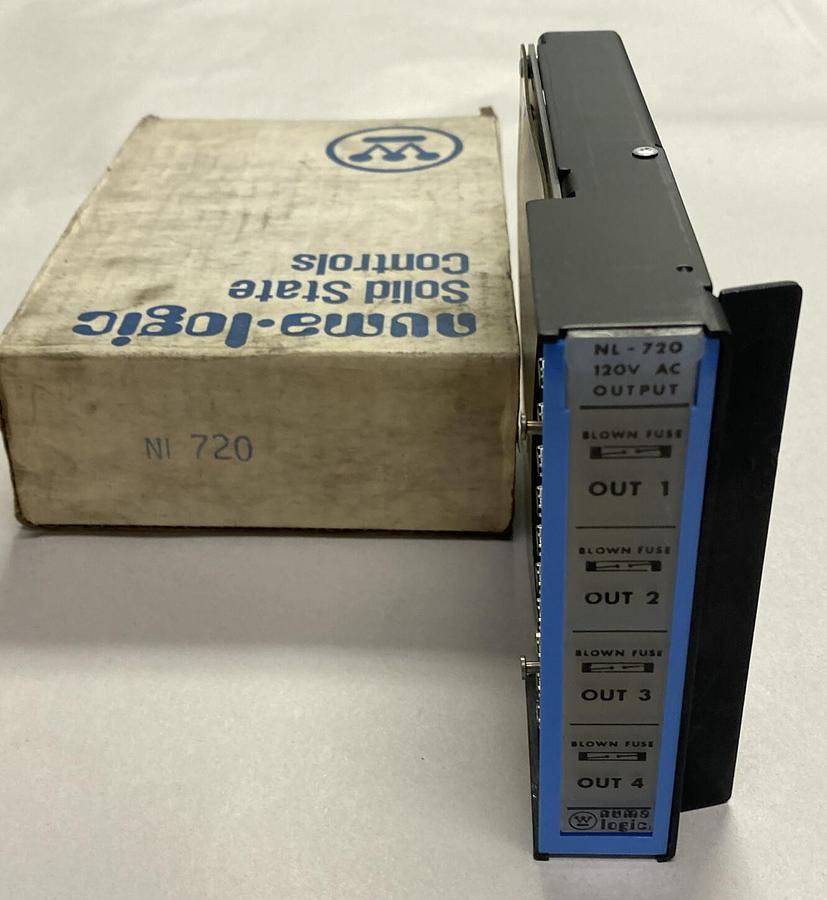 numa-logic
Solid State
Controls
NI 720
NL-720
120V AC
OUTPUT
BLOWN FUSE
OUT 1
BLOWN FUSE
OUT 2
BLOWN FUSE
OUT 3
BLOWN FUSE
OUT 4
W numa
logic